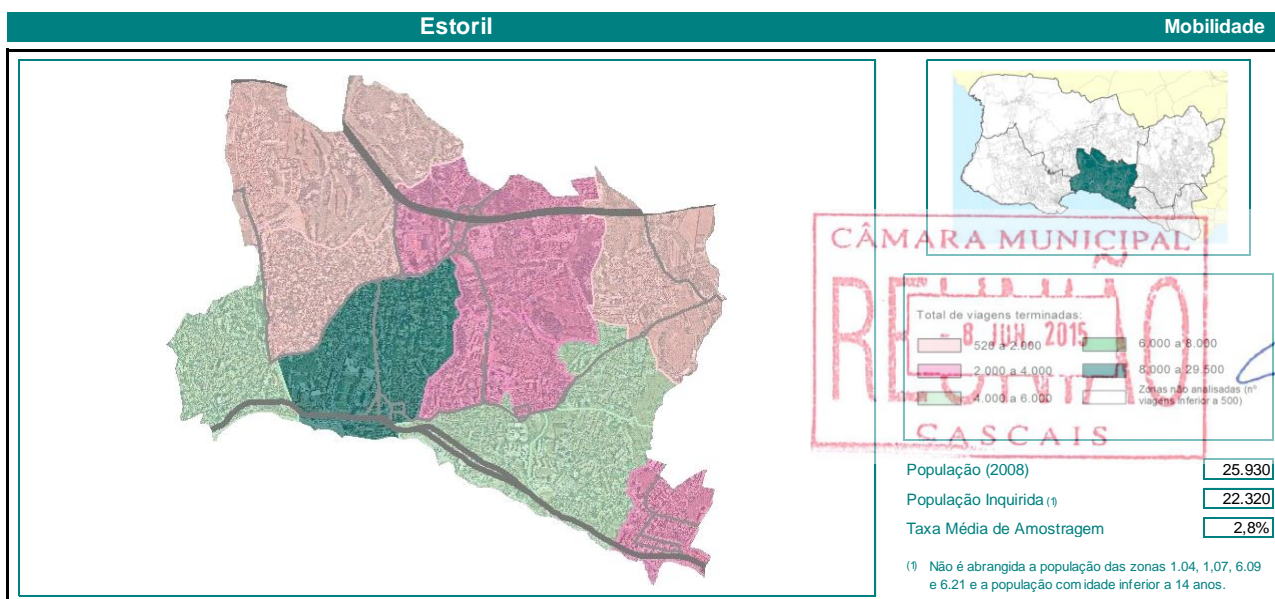 Estoril
Mobilidade
CÂMARA MUNICIPAL
REUNIÃO
Total de viagens terminadas:
- 8 JUL. 2015
520 a 2.000
6.000 a 8.000
2.000 a 4.000
8.000 a 29.500
4.000 a 6.000
Zonas não analisadas (nº
viagens inferior a 500)
CASCAIS
População (2008) 25.930
População Inquirida (1) 22.320
Taxa Média de Amostragem 2,8%
(1) Não é abrangida a população das zonas 1.04, 1,07, 6.09
e 6.21 e a população com idade inferior a 14 anos.